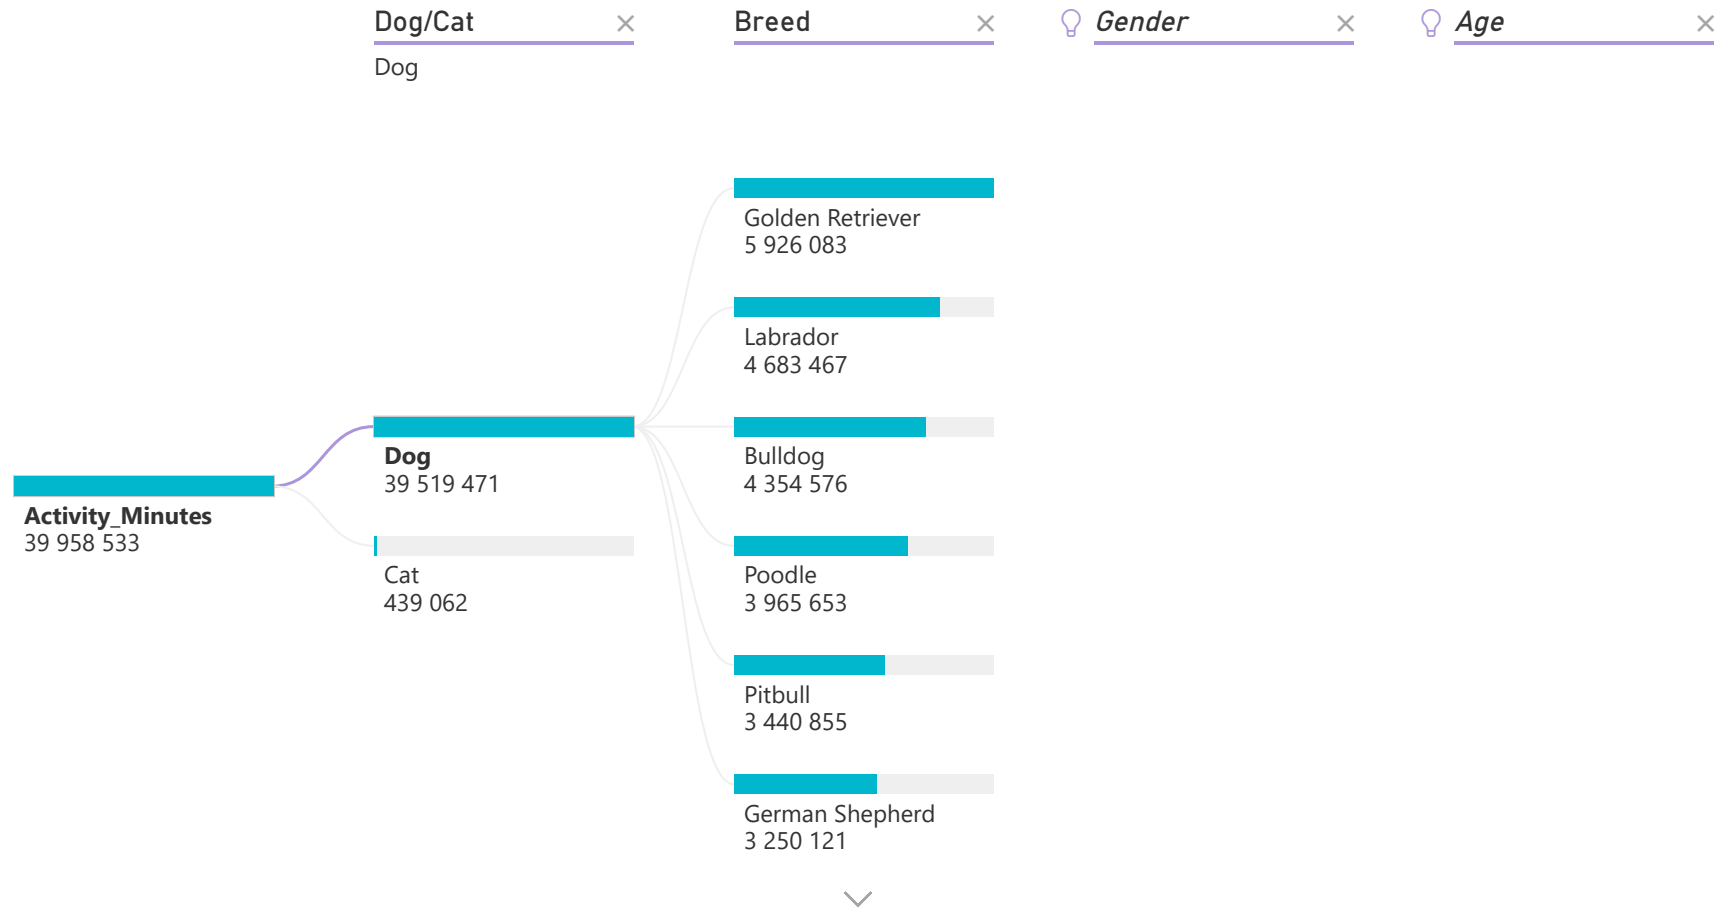 Dog/Cat
Breed
Gender
Age
Dog
Activity_Minutes
39 958 533
Dog
39 519 471
Cat
439 062
Golden Retriever
5 926 083
Labrador
4 683 467
Bulldog
4 354 576
Poodle
3 965 653
Pitbull
3 440 855
German Shepherd
3 250 121